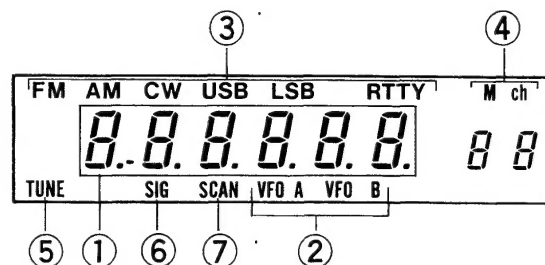 ③ ④
FM AM CW USB LSB RTTY M ch
8.-8.8.8.8.8. 8 8
TUNE SIG SCAN VFO A VFO B
⑤ ① ⑥ ⑦ ②